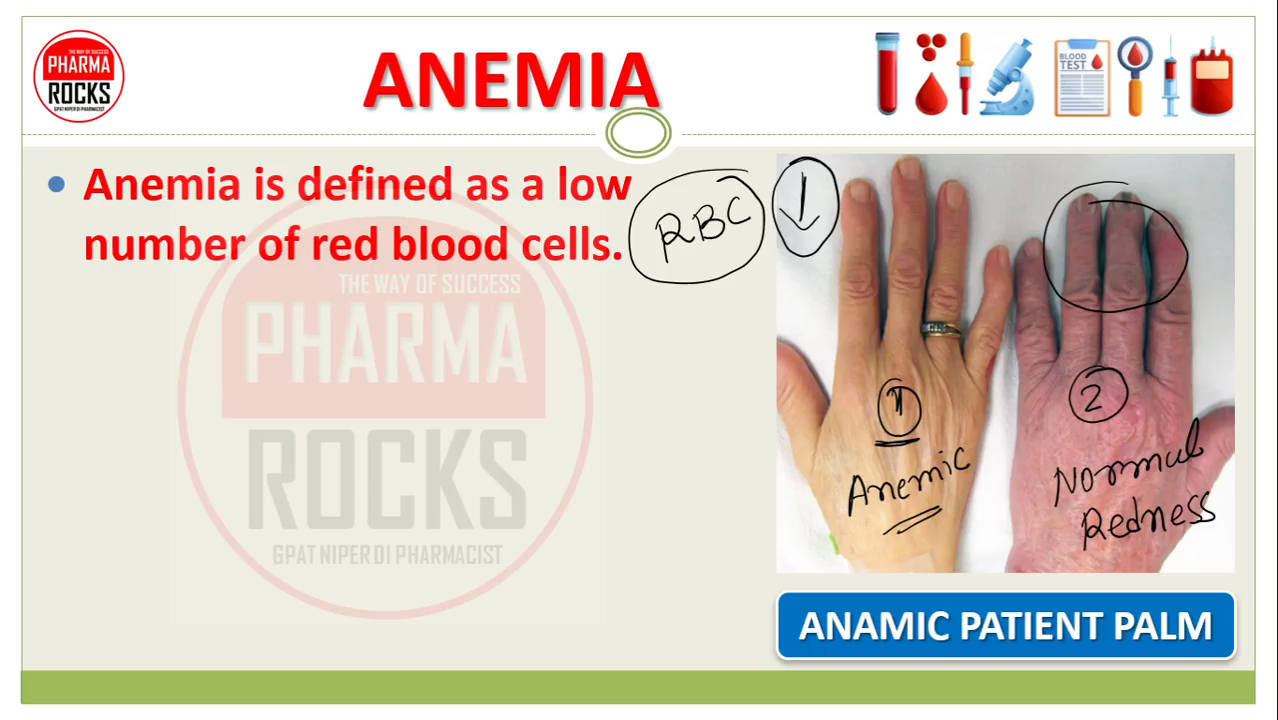 THE WAY OF SUCCESS
PHARMA
ROCKS
GPAT NIPER DI PHARMACIST
ANEMIA
BLOOD
TEST
• Anemia is defined as a low
number of red blood cells.
RBC ↓
THE WAY OF SUCCESS
PHARMA
ROCKS
GPAT NIPER DI PHARMACIST
1
Anemic
2
Normal
Redness
ANAMIC PATIENT PALM